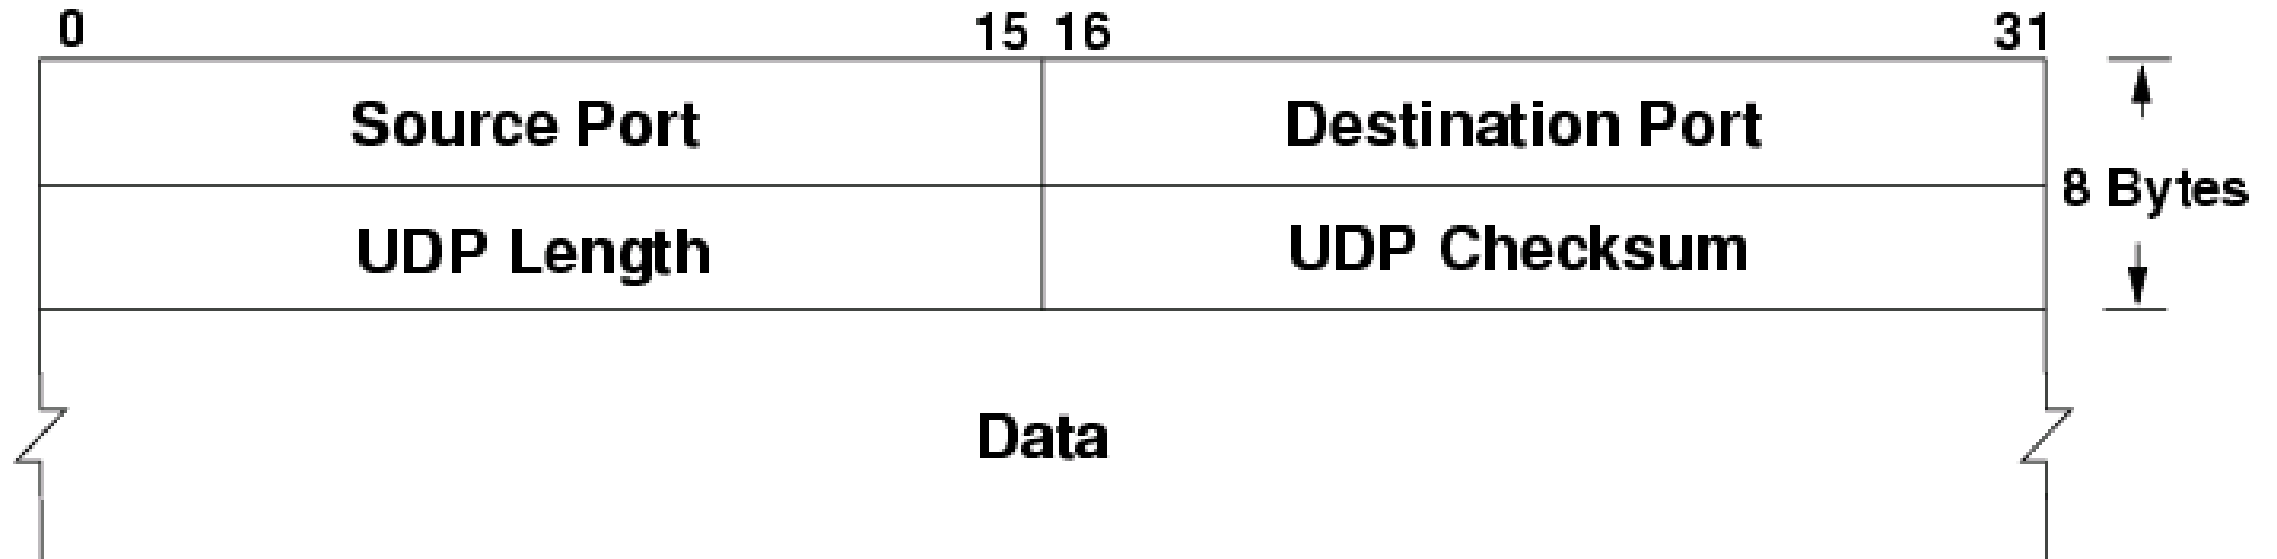 0 15 16 31
Source Port Destination Port
8 Bytes
UDP Length UDP Checksum
Data